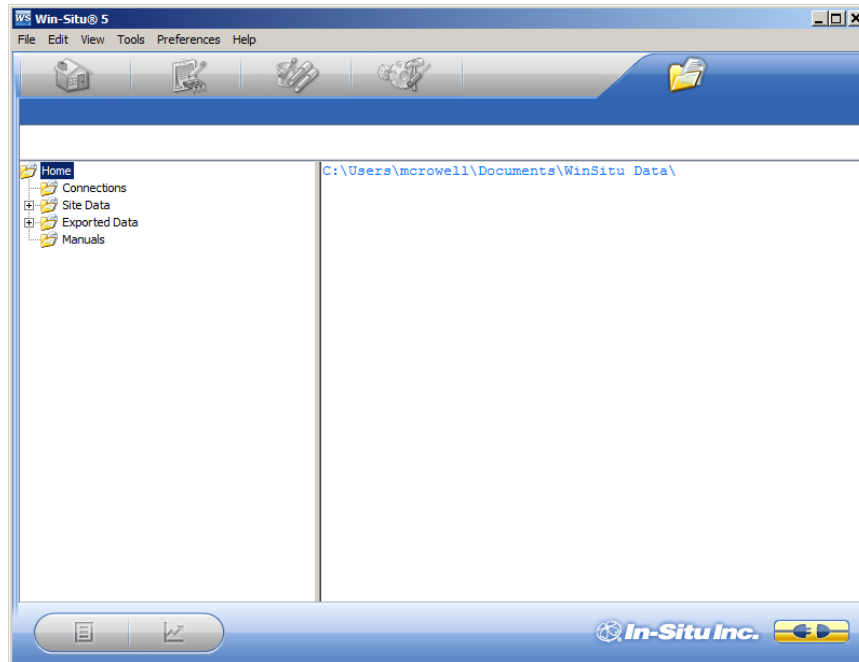 WS Win-Situ® 5
File Edit View Tools Preferences Help
Home
Connections
Site Data
Exported Data
Manuals
C:\Users\mcrowell\Documents\WinSitu Data\
In-Situ Inc.